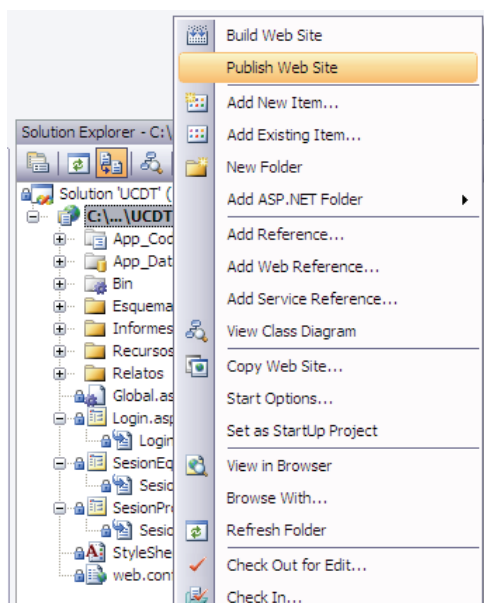 Build Web Site
Publish Web Site
Add New Item...
Add Existing Item...
New Folder
Add ASP.NET Folder
Add Reference...
Add Web Reference...
Add Service Reference...
View Class Diagram
Copy Web Site...
Start Options...
Set as StartUp Project
View in Browser
Browse With...
Refresh Folder
Check Out for Edit...
Check In...
Solution Explorer - C:\
Solution 'UCDT' (
C:\...\UCDT
App_Cod
App_Dat
Bin
Esquema
Informes
Recursos
Relatos
Global.as
Login.asp
Login
SesionEq
Sesio
SesionPr
Sesio
StyleShe
web.conf